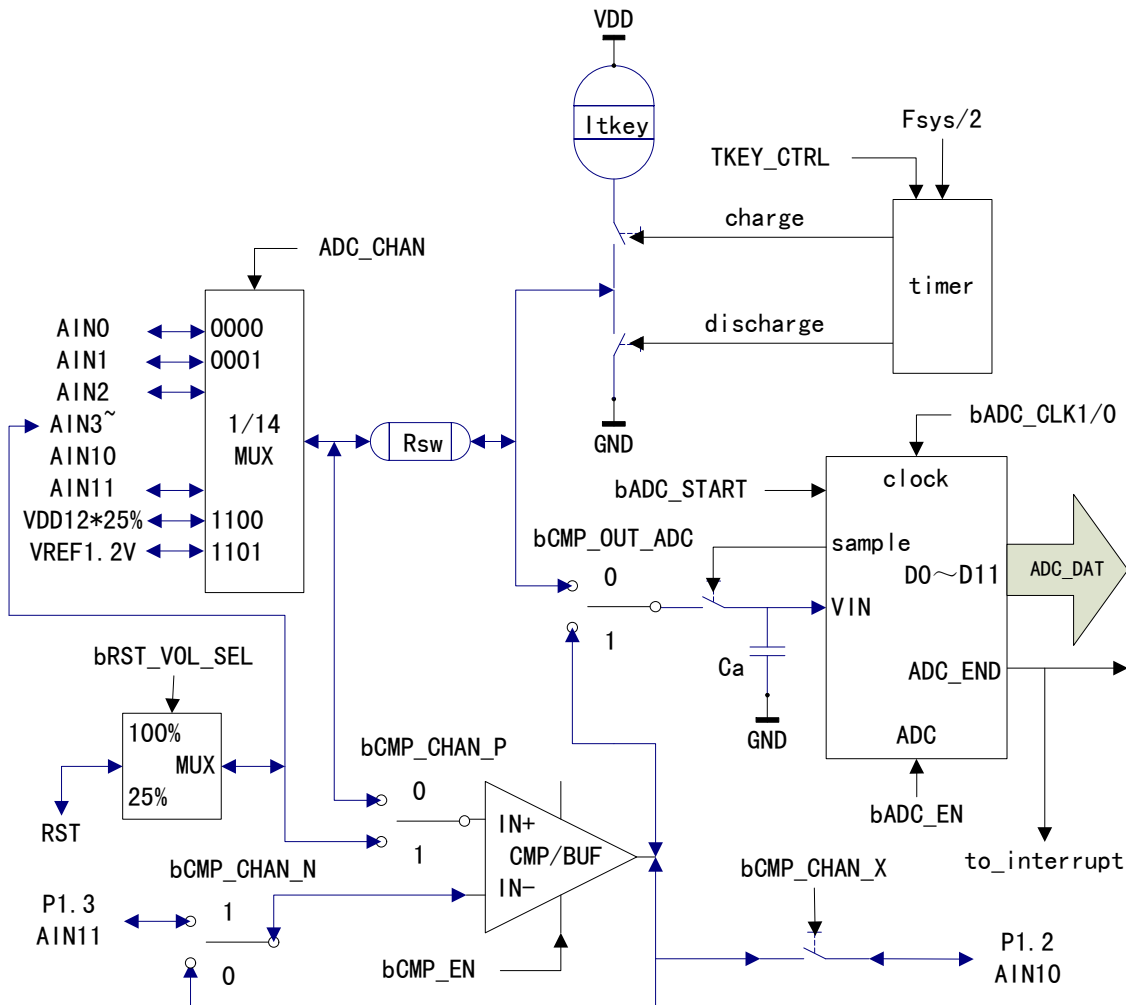 VDD
Itkey
Fsys/2
TKEY_CTRL
charge
timer
discharge
GND
ADC_CHAN
AIN0
0000
AIN1
0001
AIN2
AIN3~
1/14
AIN10
MUX
AIN11
VDD12*25%
1100
VREF1.2V
1101
Rsw
bADC_CLK1/0
clock
bADC_START
sample
bCMP_OUT_ADC
0
1
D0～D11
ADC_DAT
VIN
Ca
GND
ADC_END
ADC
bADC_EN
to_interrupt
bRST_VOL_SEL
100%
MUX
25%
RST
bCMP_CHAN_P
0
1
IN+
CMP/BUF
IN-
bCMP_CHAN_N
1
0
P1.3
AIN11
bCMP_EN
bCMP_CHAN_X
P1.2
AIN10